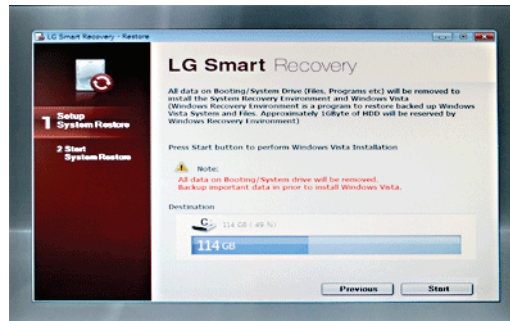 LG Smart Recovery - Restore
LG Smart Recovery
All data on Booting/System Drive (Files, Programs etc) will be removed to
install the System Recovery Environment and Windows Vista
(Windows Recovery Environment is a program to restore backed up Windows
Vista System and Files. Approximately 1GByte of HDD will be reserved by
Windows Recovery Environment)
1 Setup
System Restore
2 Start
System Restore
Press Start button to perform Windows Vista Installation
Note:
All data on Booting/System drive will be removed.
Backup important data in prior to install Windows Vista.
Destination
C: 114 GB ( 49 %)
114 GB
Previous
Start